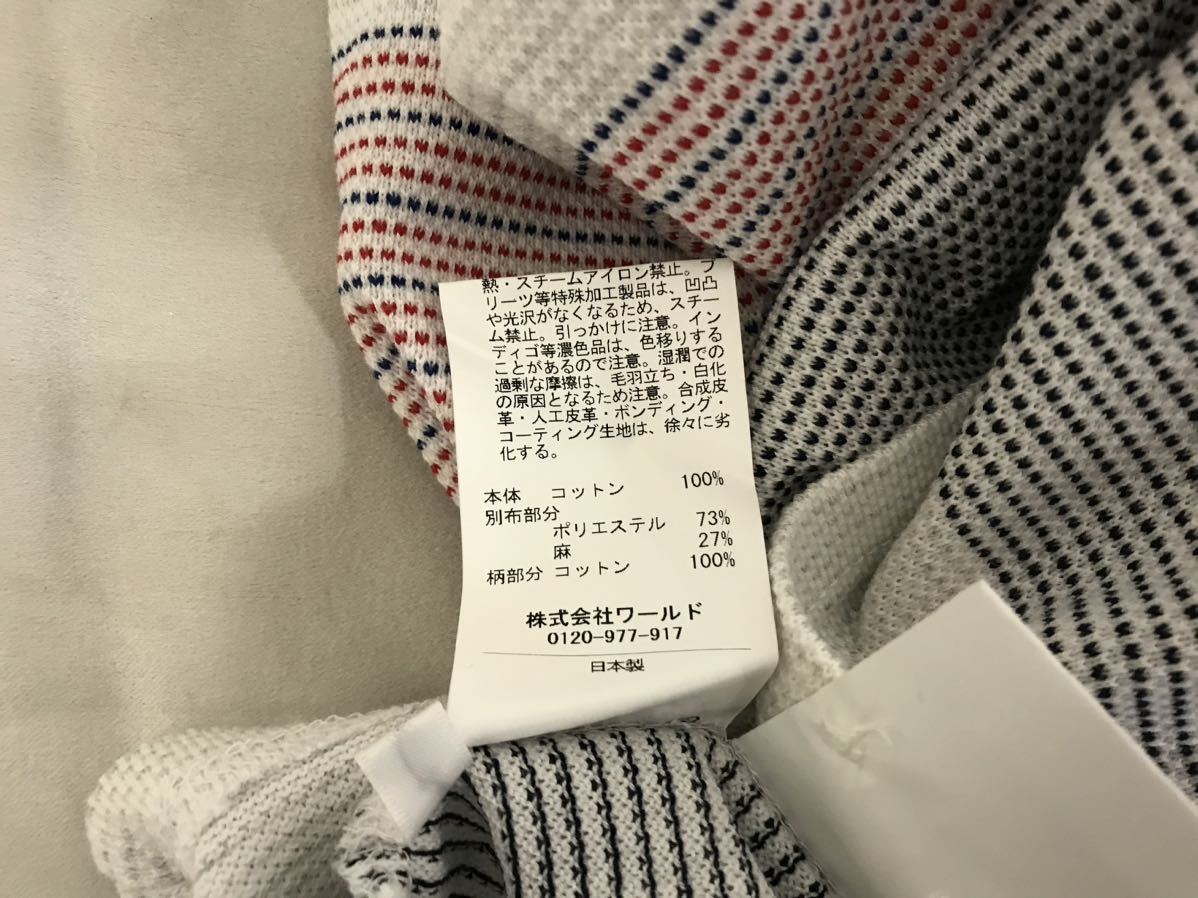 熱・スチームアイロン禁止。プ
リーツ等特殊加工製品は、凹凸
や光沢がなくなるため、スチー
ム禁止。引っかけに注意。イン
ディゴ等濃色品は、色移りする
ことがあるので注意。湿潤での
過剰な摩擦は、毛羽立ち・白化
の原因となるため注意。合成皮
革・人工皮革・ボンディング・
コーティング生地は、徐々に劣
化する。
本体 コットン 100%
別布部分
ポリエステル 73%
麻 27%
柄部分 コットン 100%
株式会社ワールド
0120-977-917
日本製